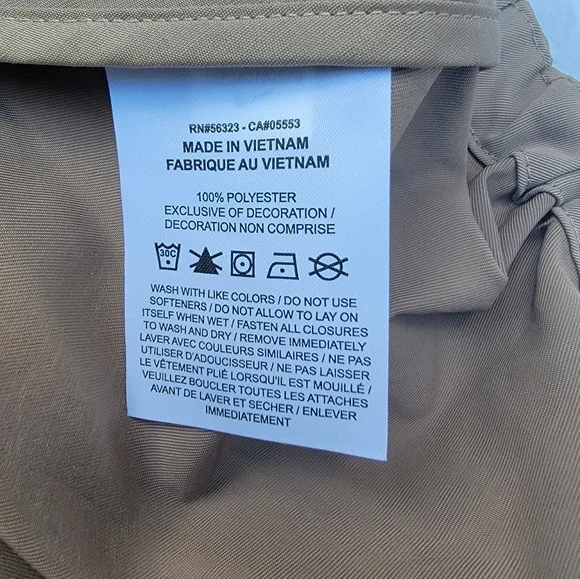 RN#56323 - CA#05553
MADE IN VIETNAM
FABRIQUE AU VIETNAM
100% POLYESTER
EXCLUSIVE OF DECORATION /
DECORATION NON COMPRISE
30C
WASH WITH LIKE COLORS / DO NOT USE
SOFTENERS / DO NOT ALLOW TO LAY ON
ITSELF WHEN WET / FASTEN ALL CLOSURES
TO WASH AND DRY / REMOVE IMMEDIATELY
LAVER AVEC COULEURS SIMILAIRES / NE PAS
UTILISER D'ADOUCISSEUR / NE PAS LAISSER
LE VÊTEMENT PLIÉ LORSQU'IL EST MOUILLÉ /
VEUILLEZ BOUCLER TOUTES LES ATTACHES
AVANT DE LAVER ET SECHER / ENLEVER
IMMEDIATEMENT